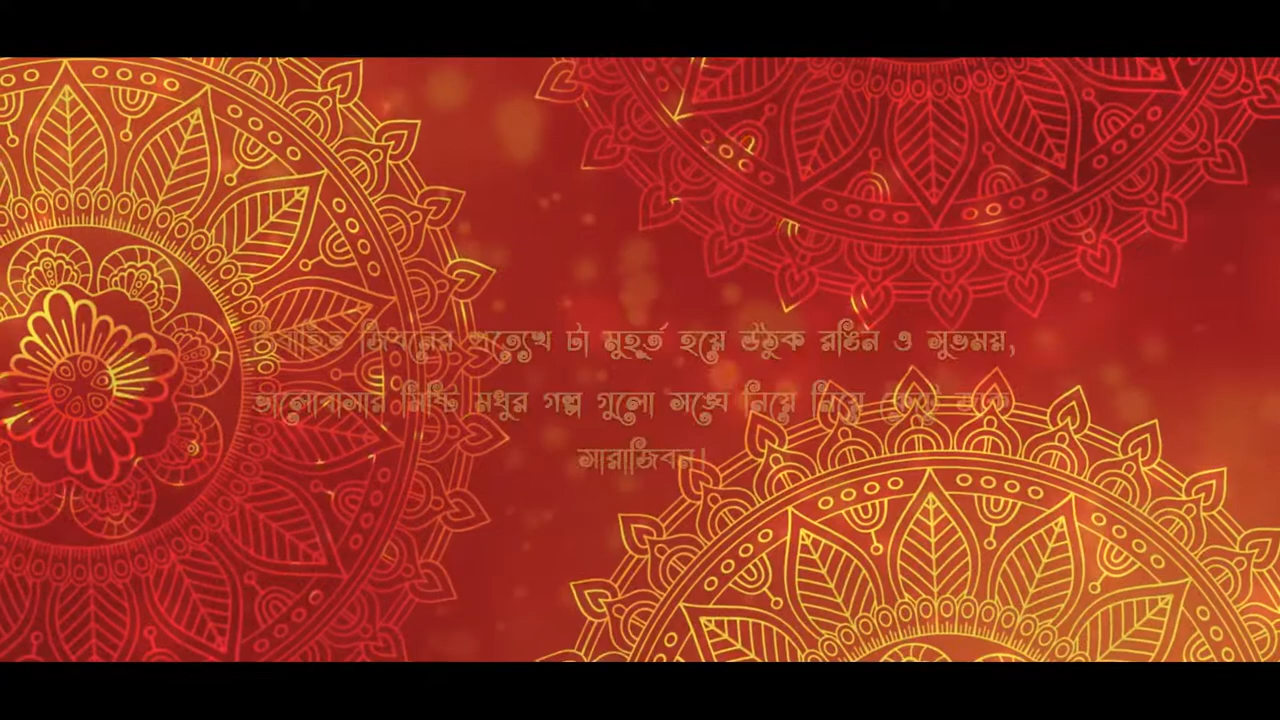 বিবাহিত জিবনের প্রত্যেখ টা মুহূর্ত হয়ে উঠুক রঙিন ও সুভময়,
ভালোবাসার মিষ্টি মধুর গল্প গুলো সঙ্ঘে নিয়ে নিয়ে
সারাজিবন।